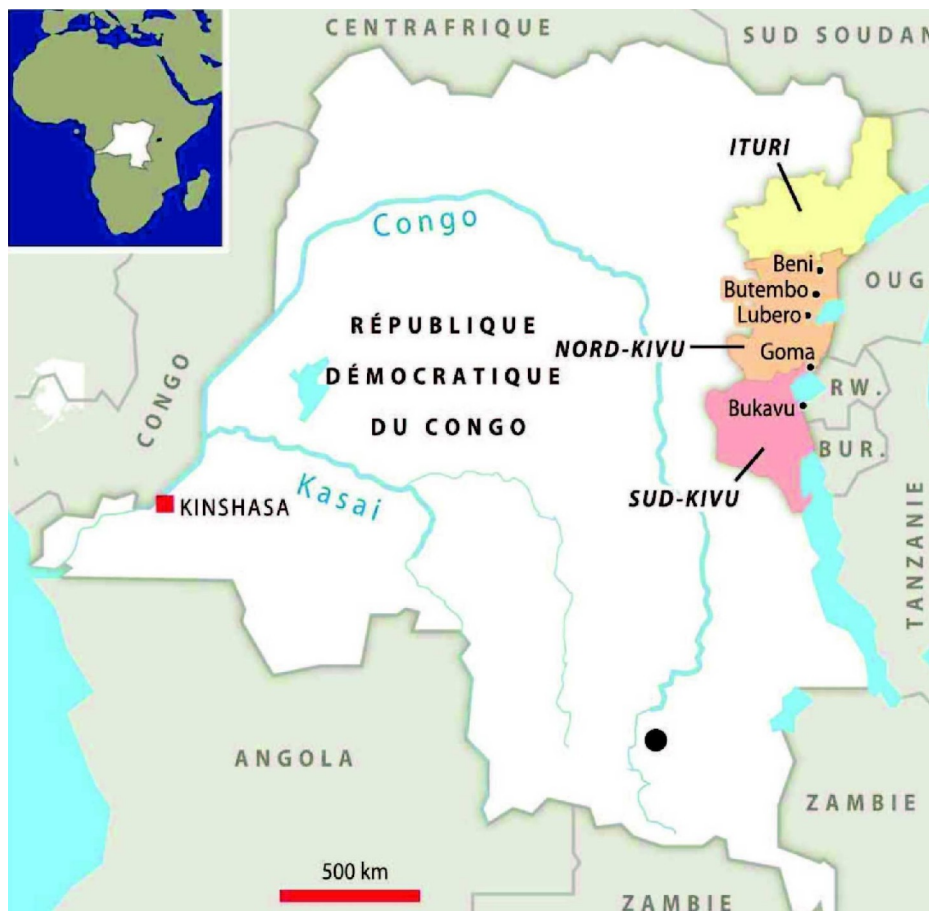 CENTRAFRIQUE
SUD SOUDAN
ITURI
Congo
Beni
OUG
Butembo
Lubero
RÉPUBLIQUE
NORD-KIVU
Goma
DÉMOCRATIQUE
RW.
CONGO
Bukavu
DU CONGO
BUR.
Kasai
SUD-KIVU
KINSHASA
TANZANIE
ANGOLA
ZAMBIE
500 km
ZAMBIE